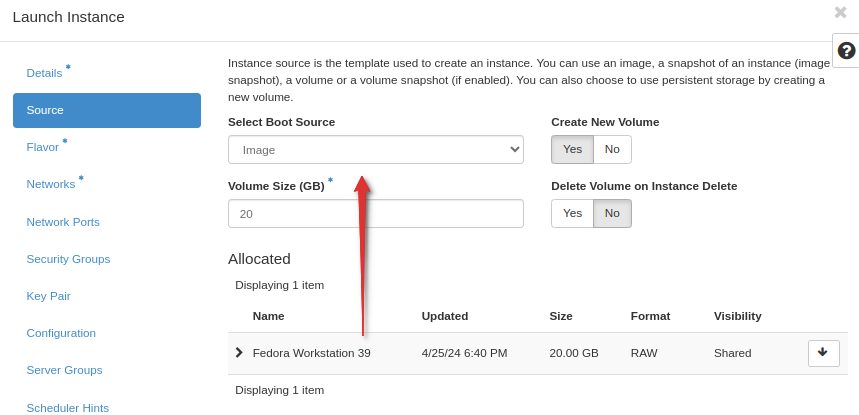 Launch Instance
Instance source is the template used to create an instance. You can use an image, a snapshot of an instance (image
snapshot), a volume or a volume snapshot (if enabled). You can also choose to use persistent storage by creating a
new volume.
Details *
Source
Flavor *
Networks *
Network Ports
Security Groups
Key Pair
Configuration
Server Groups
Scheduler Hints
Select Boot Source
Image
Create New Volume
Yes No
Volume Size (GB) *
20
Delete Volume on Instance Delete
Yes No
Allocated
Displaying 1 item
Name Updated Size Format Visibility
Fedora Workstation 39 4/25/24 6:40 PM 20.00 GB RAW Shared
Displaying 1 item